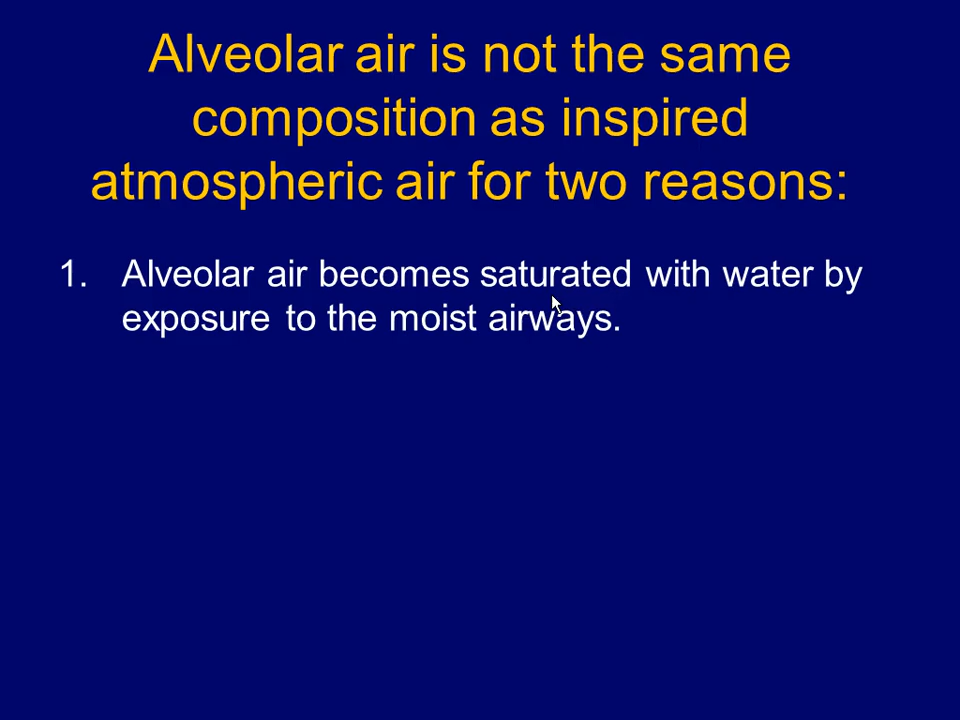 Alveolar air is not the same
composition as inspired
atmospheric air for two reasons:
1. Alveolar air becomes saturated with water by
exposure to the moist airways.